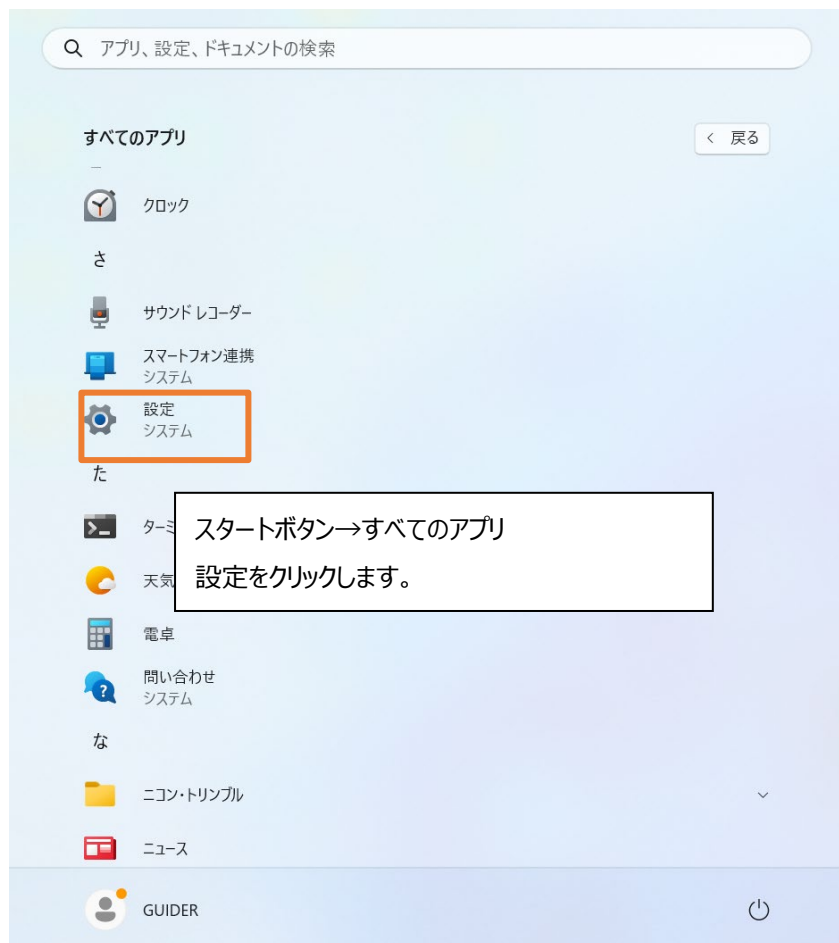 アプリ、設定、ドキュメントの検索
すべてのアプリ
< 戻る
クロック
さ
サウンド レコーダー
スマートフォン連携
システム
設定
システム
た
ターミ
スタートボタン→すべてのアプリ
天気
設定をクリックします。
電卓
問い合わせ
システム
な
ニコン・トリンブル
ニュース
GUIDER